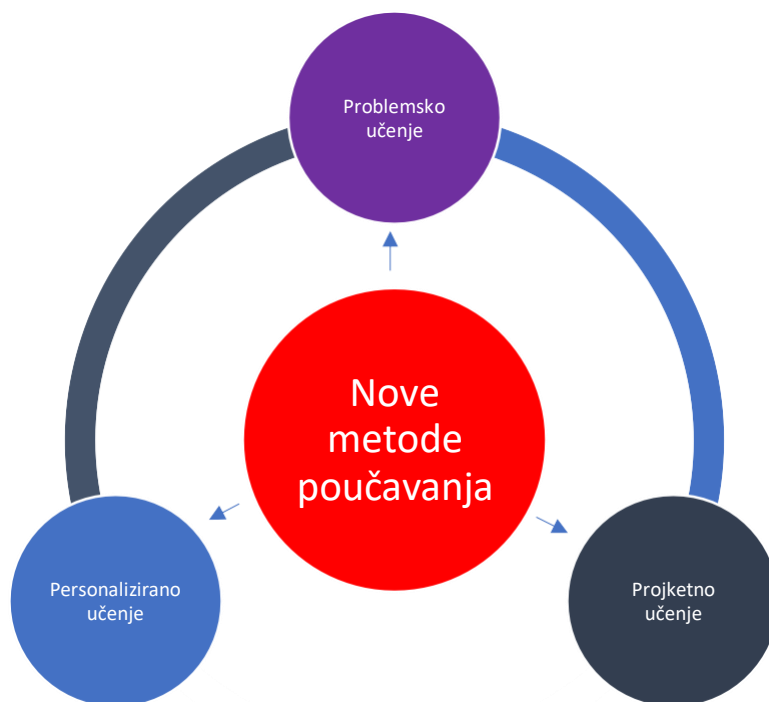 Problemsko
učenje
Nove
metode
poučavanja
Personalizirano
učenje
Projketno
učenje